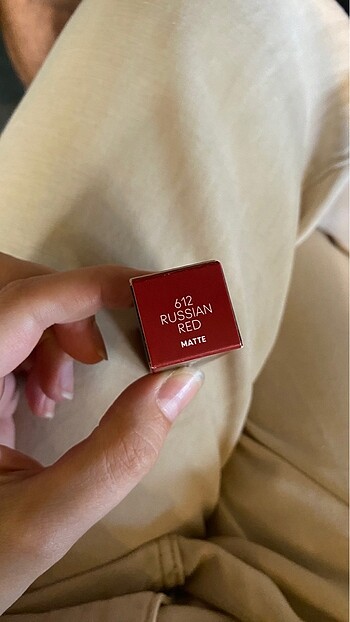 612
RUSSIAN
RED
MATTE